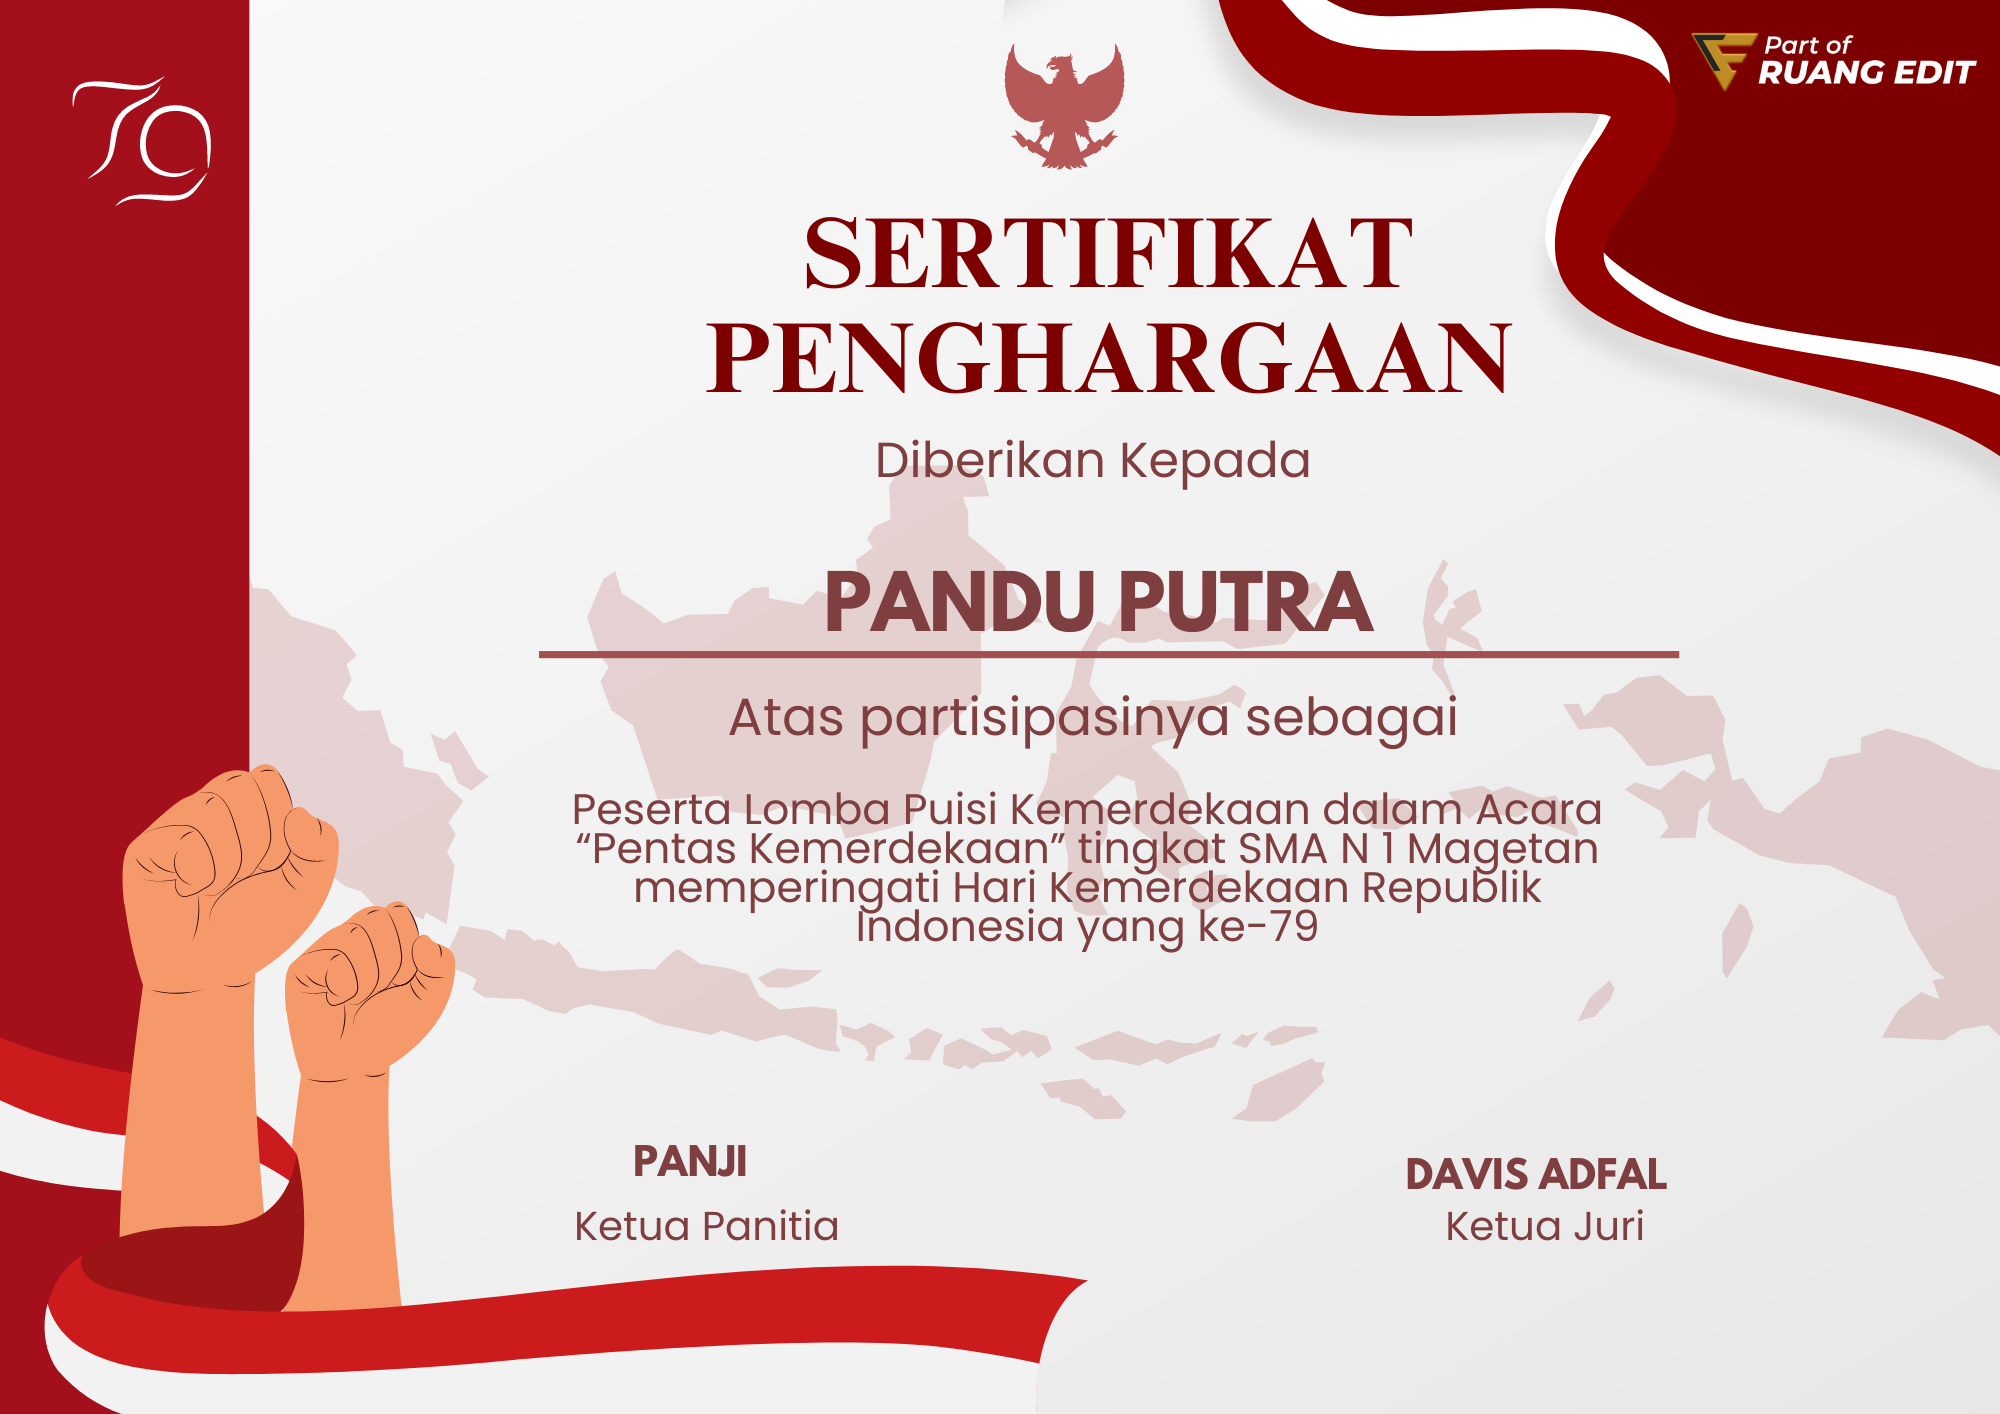 79
Part of
RUANG EDIT
SERTIFIKAT
PENGHARGAAN
Diberikan Kepada
PANDU PUTRA
Atas partisipasinya sebagai
Peserta Lomba Puisi Kemerdekaan dalam Acara
“Pentas Kemerdekaan” tingkat SMA N 1 Magetan
memperingati Hari Kemerdekaan Republik
Indonesia yang ke-79
PANJI
Ketua Panitia
DAVIS ADFAL
Ketua Juri